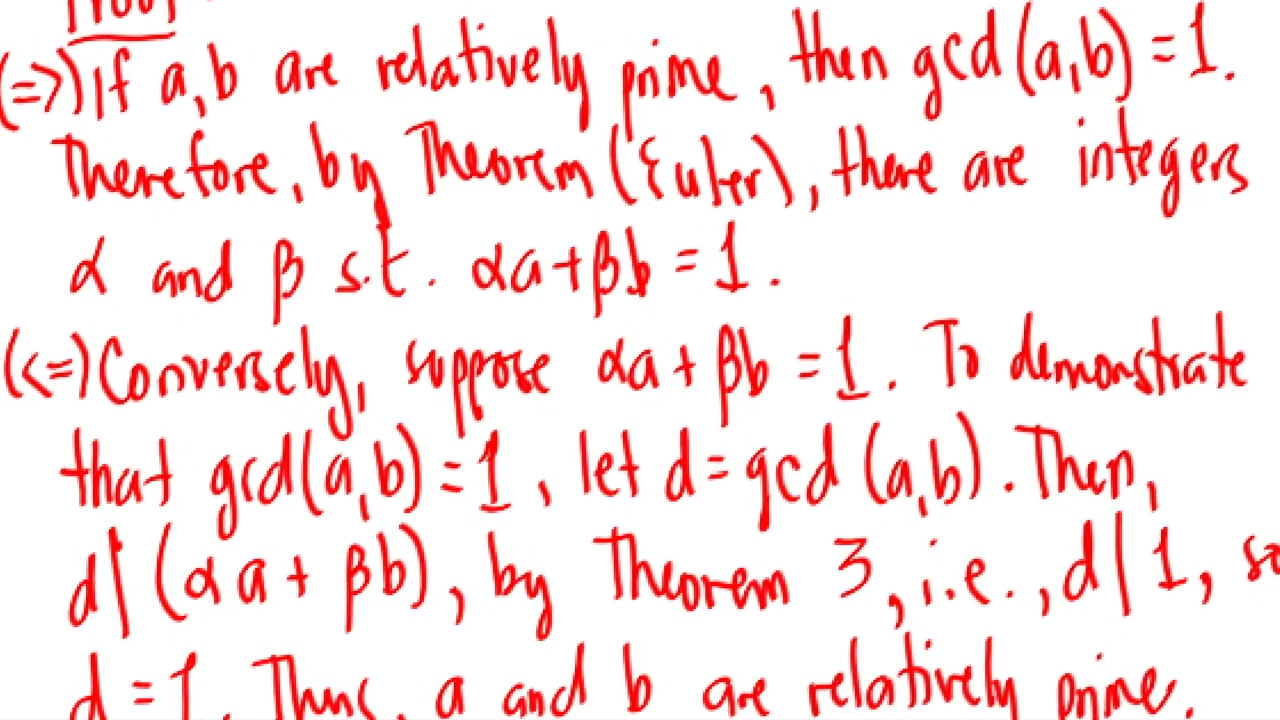 Proof
(=>) If a,b are relatively prime, then gcd(a,b) = 1.
Therefore, by Theorem (Euler), there are integers
α and β s.t. αa+βb = 1.
(<=) Conversely, suppose αa + βb = 1. To demonstrate
that gcd(a,b) = 1, let d = gcd (a,b). Then,
d| (αa + βb), by Theorem 3, i.e., d| 1, so
d = 1. Thus, a and b are relatively prime.